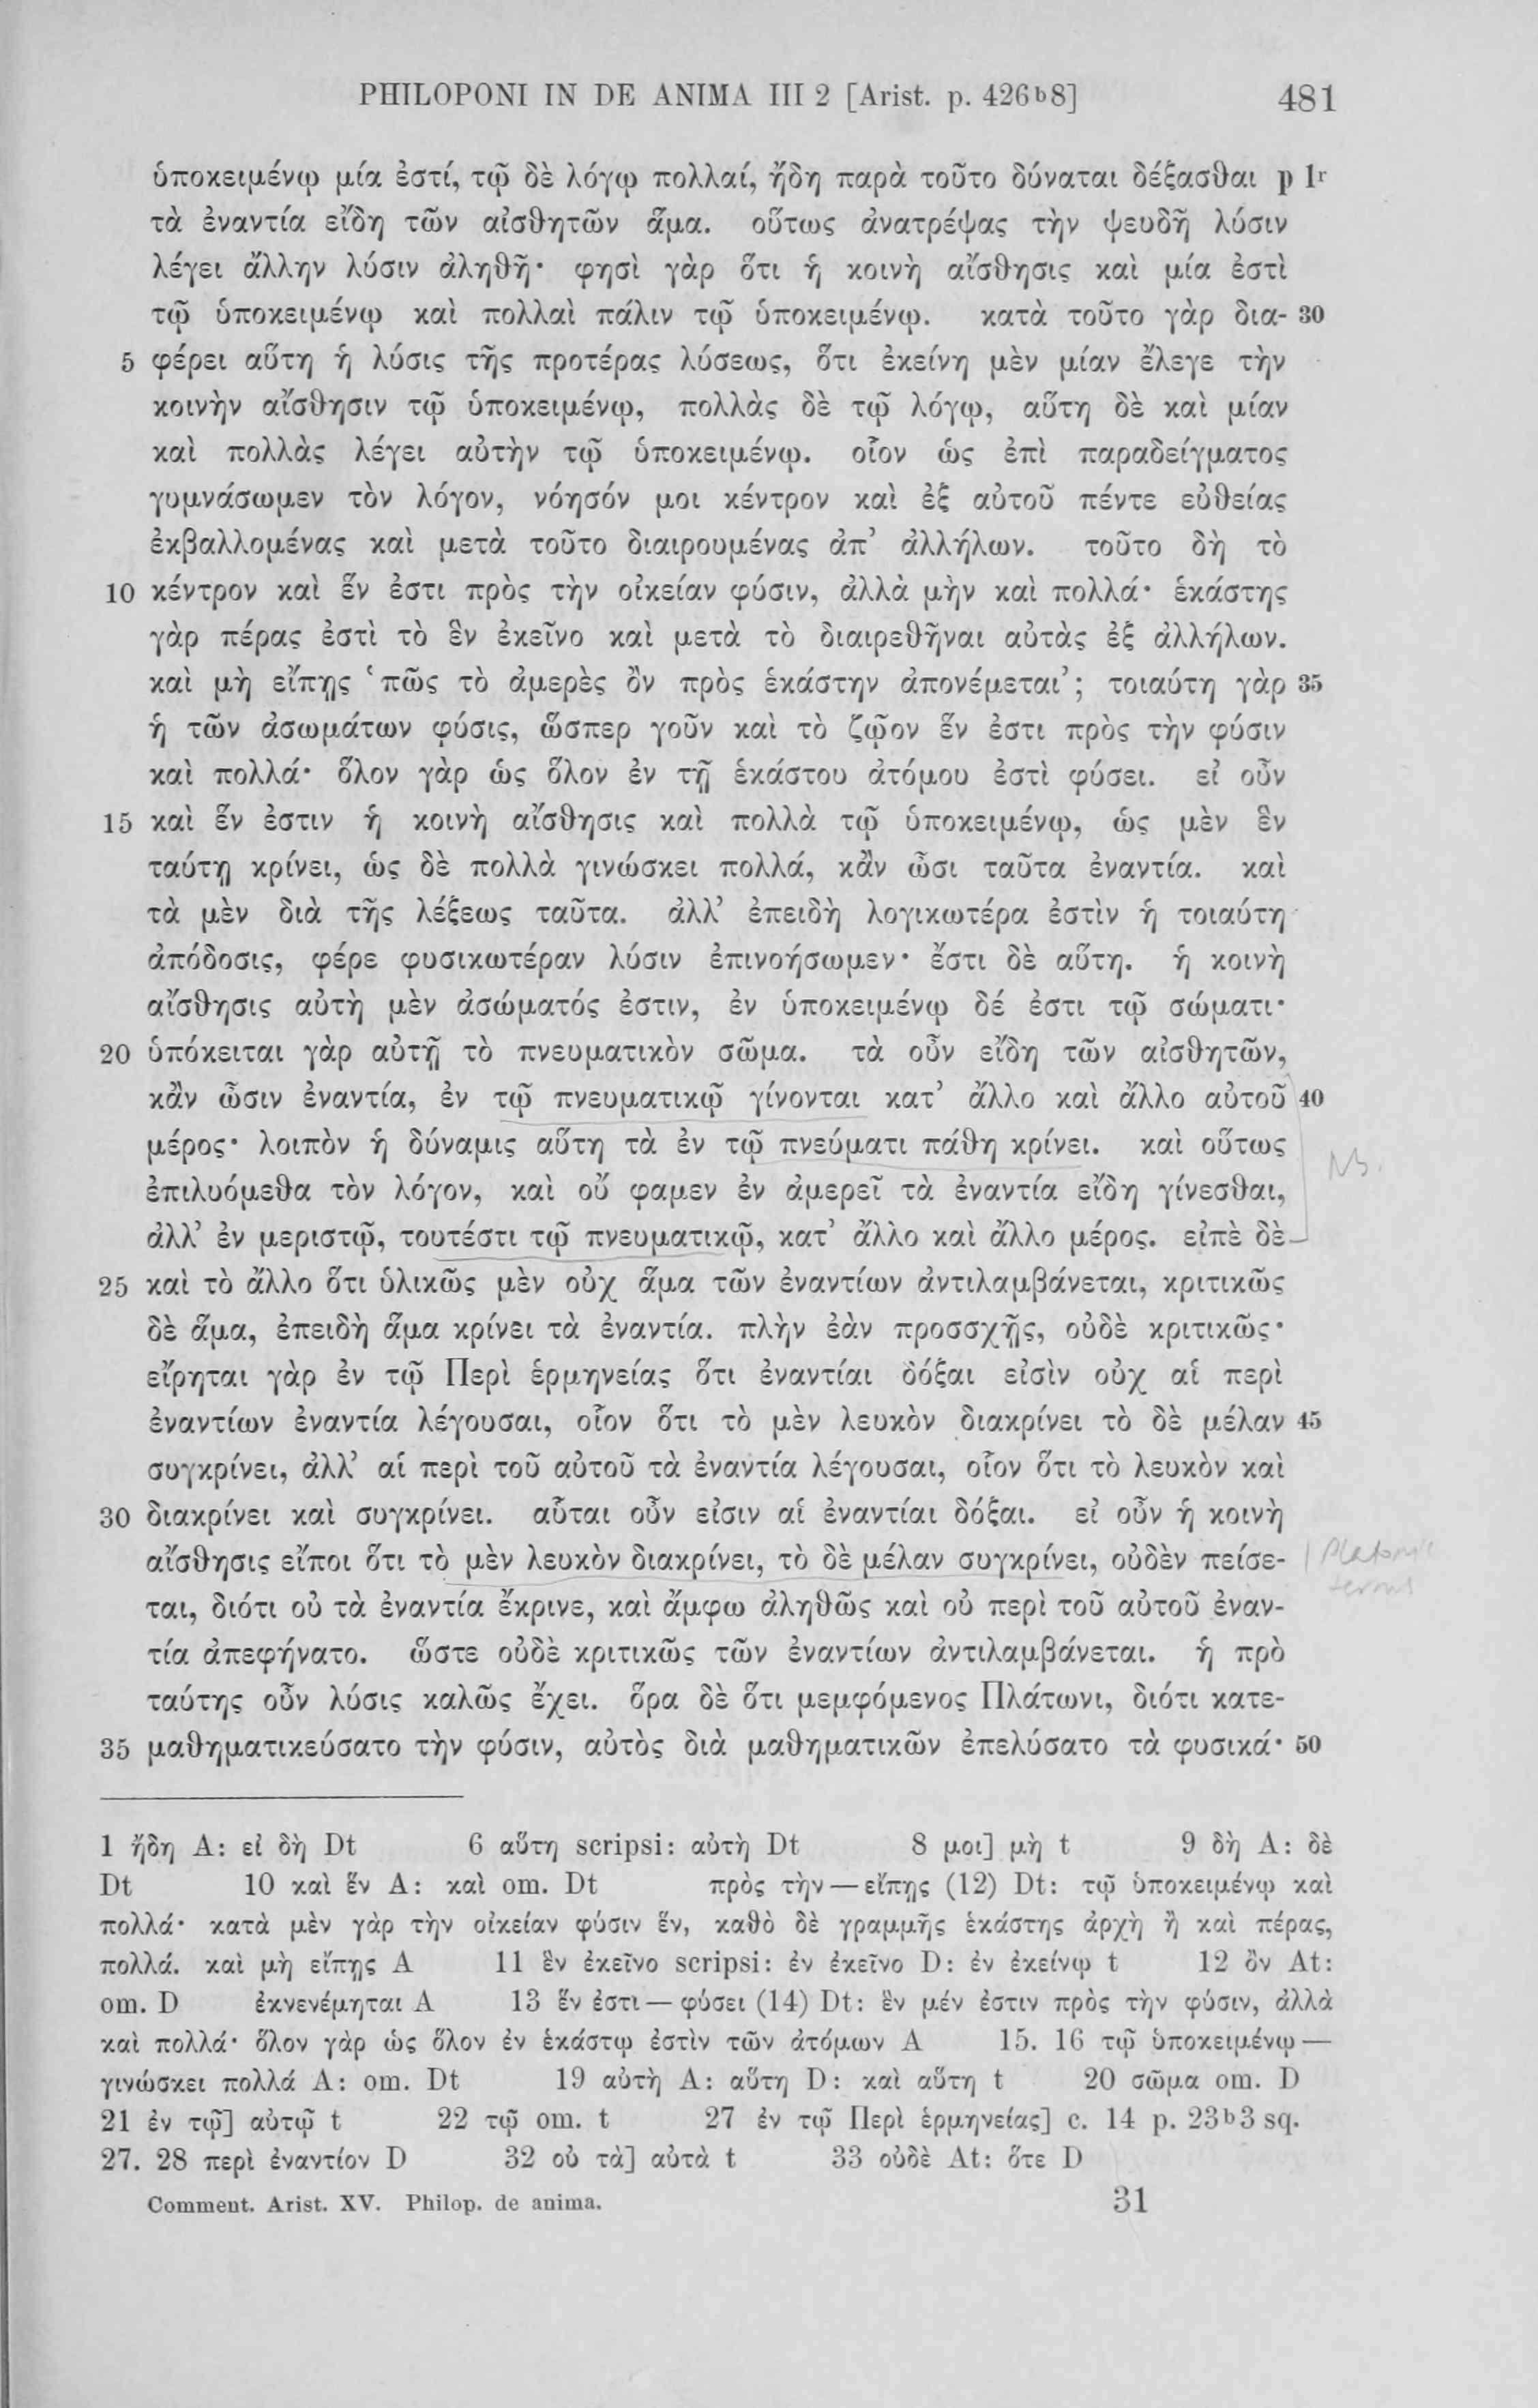 PHILOPONI IN DE ANIMA III 2 [Arist. p. 426b8] 481
ὑποκειμένῳ μία ἐστί, τῷ δὲ λόγῳ πολλαί, ἤδη παρὰ τοῦτο δύναται δέξασθαι p 1r
τὰ ἐναντία εἴδη τῶν αἰσθητῶν ἅμα. οὕτως ἀνατρέψας τὴν ψευδῆ λύσιν
λέγει ἄλλην λύσιν ἀληθῆ· φησὶ γὰρ ὅτι ἡ κοινὴ αἴσθησις καὶ μία ἐστὶ
τῷ ὑποκειμένῳ καὶ πολλαὶ πάλιν τῷ ὑποκειμένῳ. κατὰ τοῦτο γὰρ δια- 30
5 φέρει αὕτη ἡ λύσις τῆς προτέρας λύσεως, ὅτι ἐκείνη μὲν μίαν ἔλεγε τὴν
κοινὴν αἴσθησιν τῷ ὑποκειμένῳ, πολλὰς δὲ τῷ λόγῳ, αὕτη δὲ καὶ μίαν
καὶ πολλὰς λέγει αὐτὴν τῷ ὑποκειμένῳ. οἷον ὡς ἐπὶ παραδείγματος
γυμνάσωμεν τὸν λόγον, νόησόν μοι κέντρον καὶ ἐξ αὐτοῦ πέντε εὐθείας
ἐκβαλλομένας καὶ μετὰ τοῦτο διαιρουμένας ἀπ’ ἀλλήλων. τοῦτο δὴ τὸ
10 κέντρον καὶ ἕν ἐστι πρὸς τὴν οἰκείαν φύσιν, ἀλλὰ μὴν καὶ πολλά· ἑκάστης
γὰρ πέρας ἐστὶ τὸ ἓν ἐκεῖνο καὶ μετὰ τὸ διαιρεθῆναι αὐτὰς ἐξ ἀλλήλων.
καὶ μὴ εἴπῃς ‘πῶς τὸ ἀμερὲς ὂν πρὸς ἑκάστην ἀπονέμεται’; τοιαύτη γὰρ 35
ἡ τῶν ἀσωμάτων φύσις, ὥσπερ γοῦν καὶ τὸ ζῷον ἕν ἐστι πρὸς τὴν φύσιν
καὶ πολλά· ὅλον γὰρ ὡς ὅλον ἐν τῇ ἑκάστου ἀτόμου ἐστὶ φύσει. εἰ οὖν
15 καὶ ἕν ἐστιν ἡ κοινὴ αἴσθησις καὶ πολλὰ τῷ ὑποκειμένῳ, ὡς μὲν ἓν
ταύτῃ κρίνει, ὡς δὲ πολλὰ γινώσκει πολλά, κἂν ὦσι ταῦτα ἐναντία. καὶ
τὰ μὲν διὰ τῆς λέξεως ταῦτα. ἀλλ’ ἐπειδὴ λογικωτέρα ἐστὶν ἡ τοιαύτη
ἀπόδοσις, φέρε φυσικωτέραν λύσιν ἐπινοήσωμεν· ἔστι δὲ αὕτη. ἡ κοινὴ
αἴσθησις αὐτὴ μὲν ἀσώματός ἐστιν, ἐν ὑποκειμένῳ δέ ἐστι τῷ σώματι·
20 ὑπόκειται γὰρ αὐτῇ τὸ πνευματικὸν σῶμα. τὰ οὖν εἴδη τῶν αἰσθητῶν,
κἂν ὦσιν ἐναντία, ἐν τῷ πνευματικῷ γίνονται κατ’ ἄλλο καὶ ἄλλο αὐτοῦ 40
μέρος· λοιπὸν ἡ δύναμις αὕτη τὰ ἐν τῷ πνεύματι πάθη κρίνει. καὶ οὕτως
NB.
ἐπιλυόμεθα τὸν λόγον, καὶ οὔ φαμεν ἐν ἀμερεῖ τὰ ἐναντία εἴδη γίνεσθαι,
ἀλλ’ ἐν μεριστῷ, τουτέστι τῷ πνευματικῷ, κατ’ ἄλλο καὶ ἄλλο μέρος. εἰπὲ δὲ
25 καὶ τὸ ἄλλο ὅτι ὑλικῶς μὲν οὐχ ἅμα τῶν ἐναντίων ἀντιλαμβάνεται, κριτικῶς
δὲ ἅμα, ἐπειδὴ ἅμα κρίνει τὰ ἐναντία. πλὴν ἐὰν προσσχῇς, οὐδὲ κριτικῶς·
εἴρηται γὰρ ἐν τῷ Περὶ ἑρμηνείας ὅτι ἐναντίαι δόξαι εἰσὶν οὐχ αἱ περὶ
ἐναντίων ἐναντία λέγουσαι, οἷον ὅτι τὸ μὲν λευκὸν διακρίνει τὸ δὲ μέλαν 45
συγκρίνει, ἀλλ’ αἱ περὶ τοῦ αὐτοῦ τὰ ἐναντία λέγουσαι, οἷον ὅτι τὸ λευκὸν καὶ
30 διακρίνει καὶ συγκρίνει. αὗται οὖν εἰσιν αἱ ἐναντίαι δόξαι. εἰ οὖν ἡ κοινὴ
αἴσθησις εἴποι ὅτι τὸ μὲν λευκὸν διακρίνει, τὸ δὲ μέλαν συγκρίνει, οὐδὲν πείσε-
Platonic
terms
ται, διότι οὐ τὰ ἐναντία ἔκρινε, καὶ ἄμφω ἀληθῶς καὶ οὐ περὶ τοῦ αὐτοῦ ἐναν-
τία ἀπεφήνατο. ὥστε οὐδὲ κριτικῶς τῶν ἐναντίων ἀντιλαμβάνεται. ἡ πρὸ
ταύτης οὖν λύσις καλῶς ἔχει. ὅρα δὲ ὅτι μεμφόμενος Πλάτωνι, διότι κατε-
35 μαθηματικεύσατο τὴν φύσιν, αὐτὸς διὰ μαθηματικῶν ἐπελύσατο τὰ φυσικά· 50
1 ἤδη A: εἰ δὴ Dt 6 αὕτη scripsi: αὐτὴ Dt 8 μοι] μὴ t 9 δὴ A: δὲ
Dt 10 καὶ ἕν A: καὶ om. Dt πρὸς τὴν — εἴπῃς (12) Dt: τῷ ὑποκειμένῳ καὶ
πολλά· κατὰ μὲν γὰρ τὴν οἰκείαν φύσιν ἕν, καθὸ δὲ γραμμῆς ἑκάστης ἀρχὴ ἢ καὶ πέρας,
πολλά. καὶ μὴ εἴπῃς A 11 ἓν ἐκεῖνο scripsi: ἐν ἐκεῖνο D: ἐν ἐκείνῳ t 12 ὂν At:
om. D ἐκνενέμηται A 13 ἕν ἐστι — φύσει (14) Dt: ἓν μέν ἐστιν πρὸς τὴν φύσιν, ἀλλὰ
καὶ πολλά· ὅλον γὰρ ὡς ὅλον ἐν ἑκάστῳ ἐστὶν τῶν ἀτόμων A 15. 16 τῷ ὑποκειμένῳ —
γινώσκει πολλά A: om. Dt 19 αὐτὴ A: αὕτη D: καὶ αὕτη t 20 σῶμα om. D
21 ἐν τῷ] αὐτῷ t 22 τῷ om. t 27 ἐν τῷ Περὶ ἑρμηνείας] c. 14 p. 23b3 sq.
27. 28 περὶ ἐναντίον D 32 οὐ τὰ] αὐτὰ t 33 οὐδὲ At: ὅτε D
Comment. Arist. XV. Philop. de anima. 31